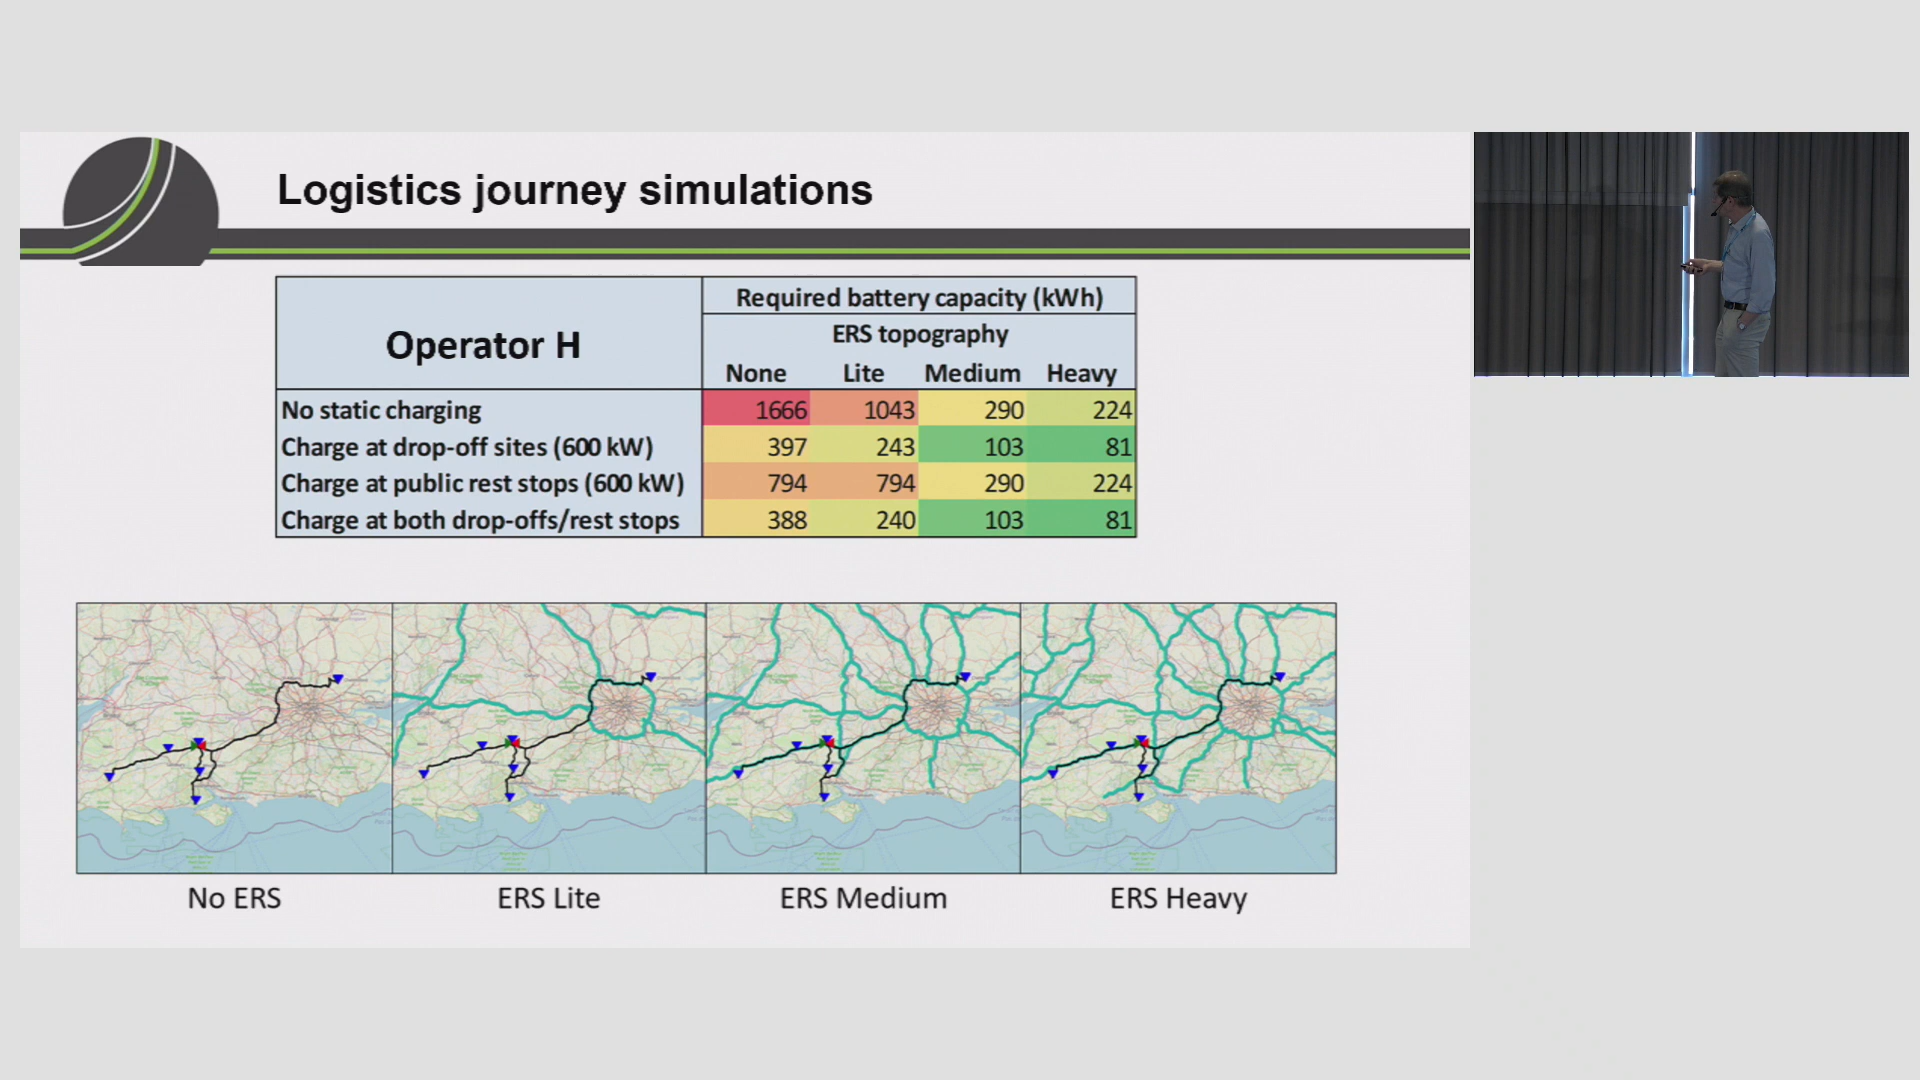 Logistics journey simulations
Operator H
Required battery capacity (kWh)
ERS topography
None Lite Medium Heavy
No static charging 1666 1043 290 224
Charge at drop-off sites (600 kW) 397 243 103 81
Charge at public rest stops (600 kW) 794 794 290 224
Charge at both drop-offs/rest stops 388 240 103 81
No ERS ERS Lite ERS Medium ERS Heavy